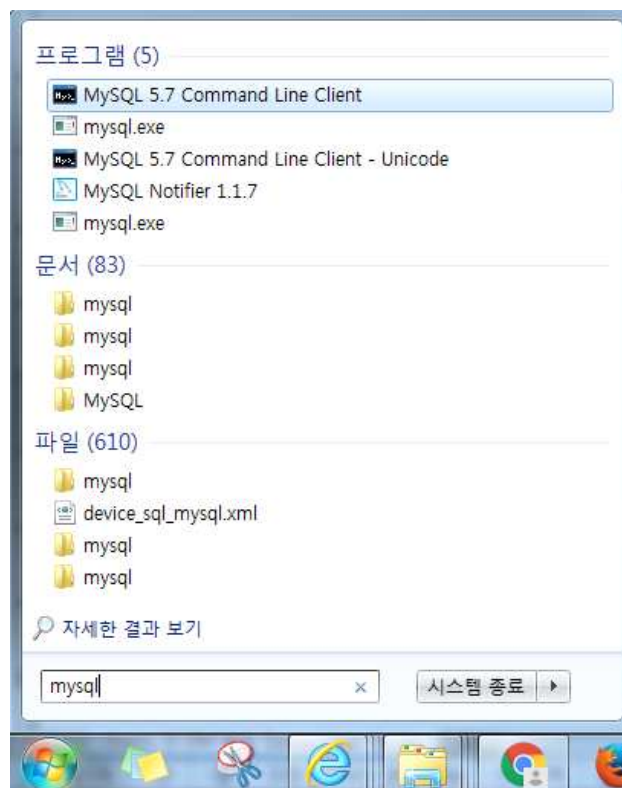 프로그램 (5)
MySQL 5.7 Command Line Client
mysql.exe
MySQL 5.7 Command Line Client - Unicode
MySQL Notifier 1.1.7
mysql.exe
문서 (83)
mysql
mysql
mysql
MySQL
파일 (610)
mysql
device_sql_mysql.xml
mysql
mysql
자세한 결과 보기
mysql
시스템 종료